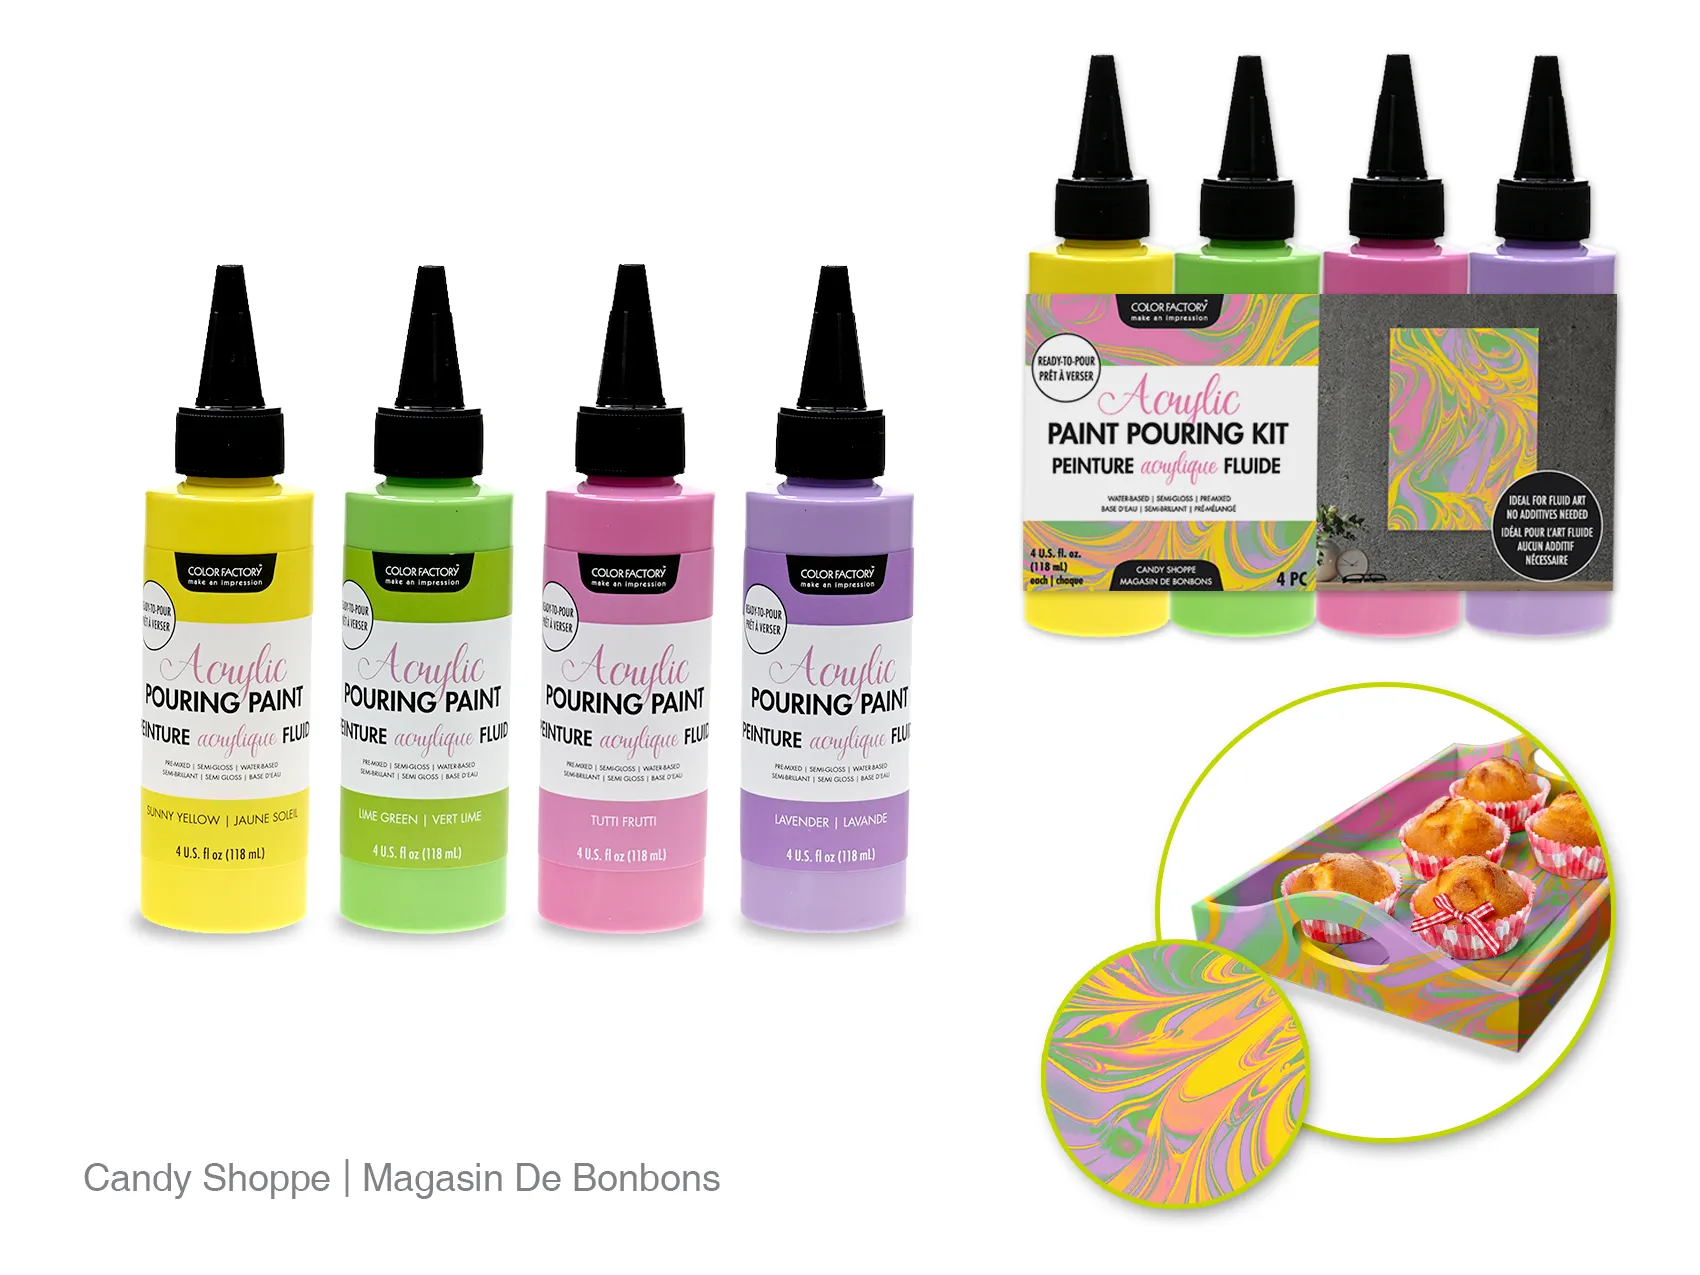 COLOR FACTORY™
make an impression
READY-TO-POUR
PRÊT À VERSER
Acrylic
POURING PAINT
PEINTURE acrylique FLUID
PRE-MIXED | SEMI-GLOSS | WATER-BASED
SEMI-BRILLANT | SEMI GLOSS | BASE D'EAU
SUNNY YELLOW | JAUNE SOLEIL
4 U.S. fl oz (118 mL)
COLOR FACTORY™
make an impression
READY-TO-POUR
PRÊT À VERSER
Acrylic
POURING PAINT
PEINTURE acrylique FLUID
PRE-MIXED | SEMI-GLOSS | WATER-BASED
SEMI-BRILLANT | SEMI GLOSS | BASE D'EAU
LIME GREEN | VERT LIME
4 U.S. fl oz (118 mL)
COLOR FACTORY™
make an impression
READY-TO-POUR
PRÊT À VERSER
Acrylic
POURING PAINT
PEINTURE acrylique FLUID
PRE-MIXED | SEMI-GLOSS | WATER-BASED
SEMI-BRILLANT | SEMI GLOSS | BASE D'EAU
TUTTI FRUTTI
4 U.S. fl oz (118 mL)
COLOR FACTORY™
make an impression
READY-TO-POUR
PRÊT À VERSER
Acrylic
POURING PAINT
PEINTURE acrylique FLUID
PRE-MIXED | SEMI-GLOSS | WATER-BASED
SEMI-BRILLANT | SEMI GLOSS | BASE D'EAU
LAVENDER | LAVANDE
4 U.S. fl oz (118 mL)
COLOR FACTORY™
make an impression
READY-TO-POUR
PRÊT À VERSER
Acrylic
PAINT POURING KIT
PEINTURE acrylique FLUIDE
WATER-BASED | SEMI-GLOSS | PRE-MIXED
BASE D'EAU | SEMI-BRILLANT | PRÉ-MÉLANGÉ
4 U.S. fl. oz.
(118 mL)
each | chaque
CANDY SHOPPE
MAGASIN DE BONBONS
4 PC
IDEAL FOR FLUID ART
NO ADDITIVES NEEDED
IDÉAL POUR L'ART FLUIDE
AUCUN ADDITIF
NÉCESSAIRE
Candy Shoppe | Magasin De Bonbons